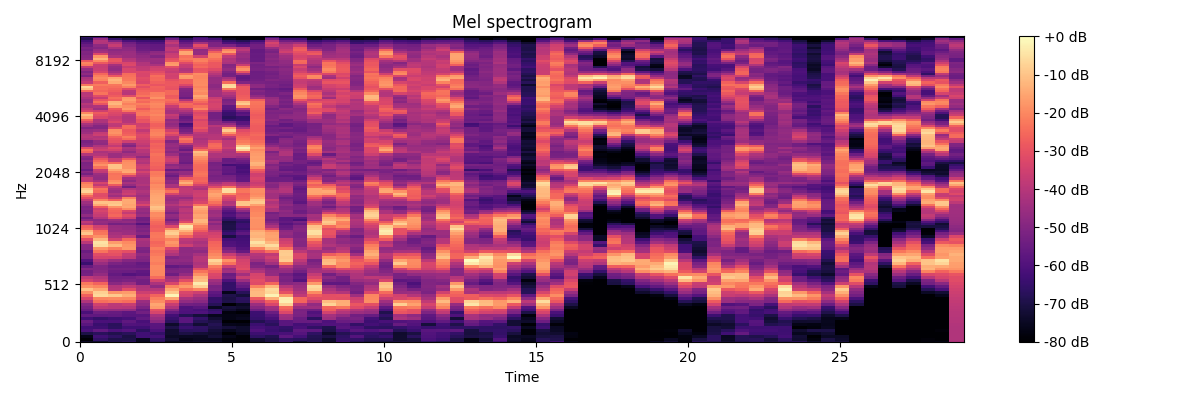 Mel spectrogram
Hz
8192
4096
2048
1024
512
0
0 5 10 15 20 25
Time
+0 dB
-10 dB
-20 dB
-30 dB
-40 dB
-50 dB
-60 dB
-70 dB
-80 dB